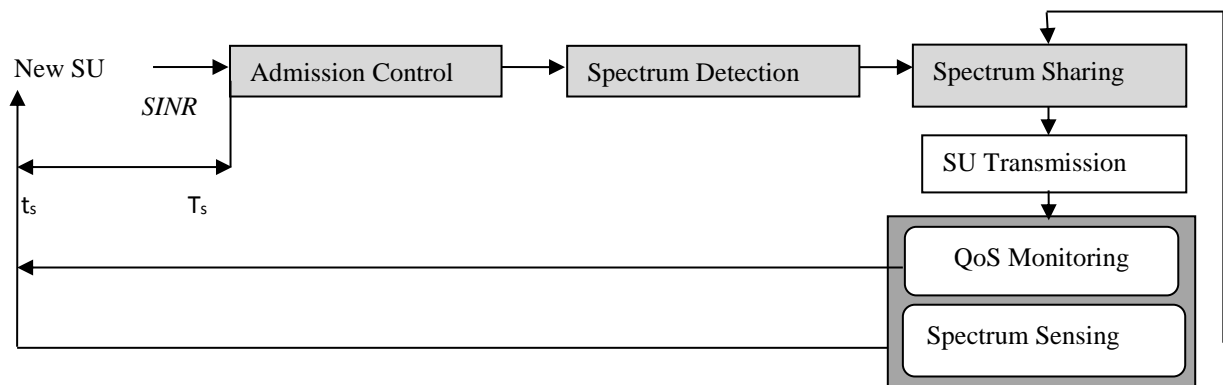 New SU
Admission Control
Spectrum Detection
Spectrum Sharing
SINR
SU Transmission
ts
Ts
QoS Monitoring
Spectrum Sensing